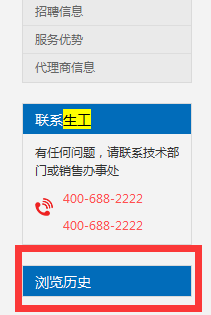 招聘信息
服务优势
代理商信息
联系生工
有任何问题，请联系技术部
门或销售办事处
400-688-2222
400-688-2222
浏览历史